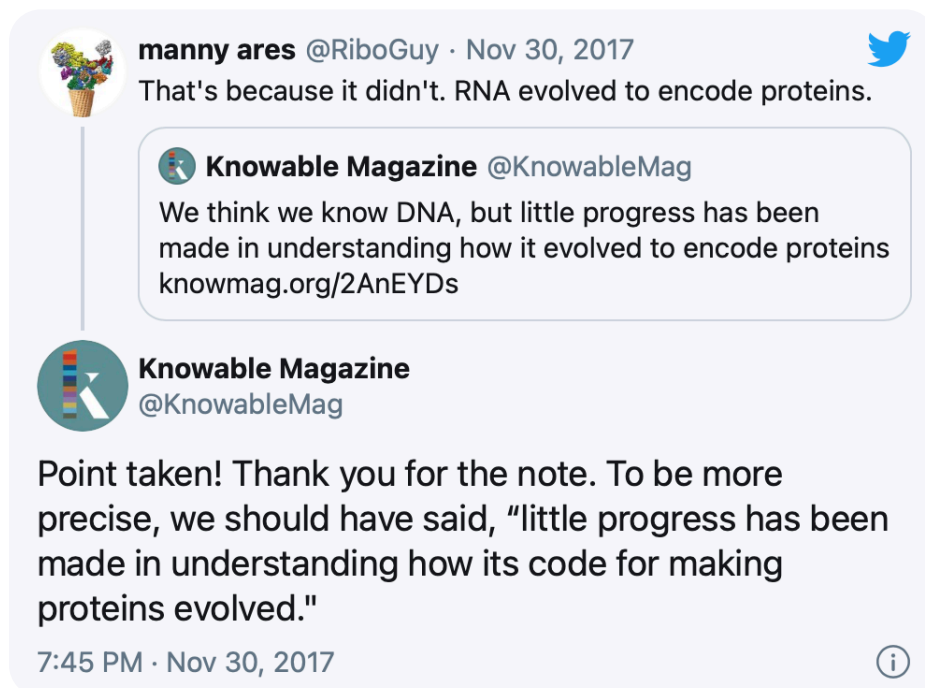 manny ares @RiboGuy · Nov 30, 2017
That's because it didn't. RNA evolved to encode proteins.
Knowable Magazine @KnowableMag
We think we know DNA, but little progress has been
made in understanding how it evolved to encode proteins
knowmag.org/2AnEYDs
Knowable Magazine
@KnowableMag
Point taken! Thank you for the note. To be more
precise, we should have said, “little progress has been
made in understanding how its code for making
proteins evolved."
7:45 PM · Nov 30, 2017